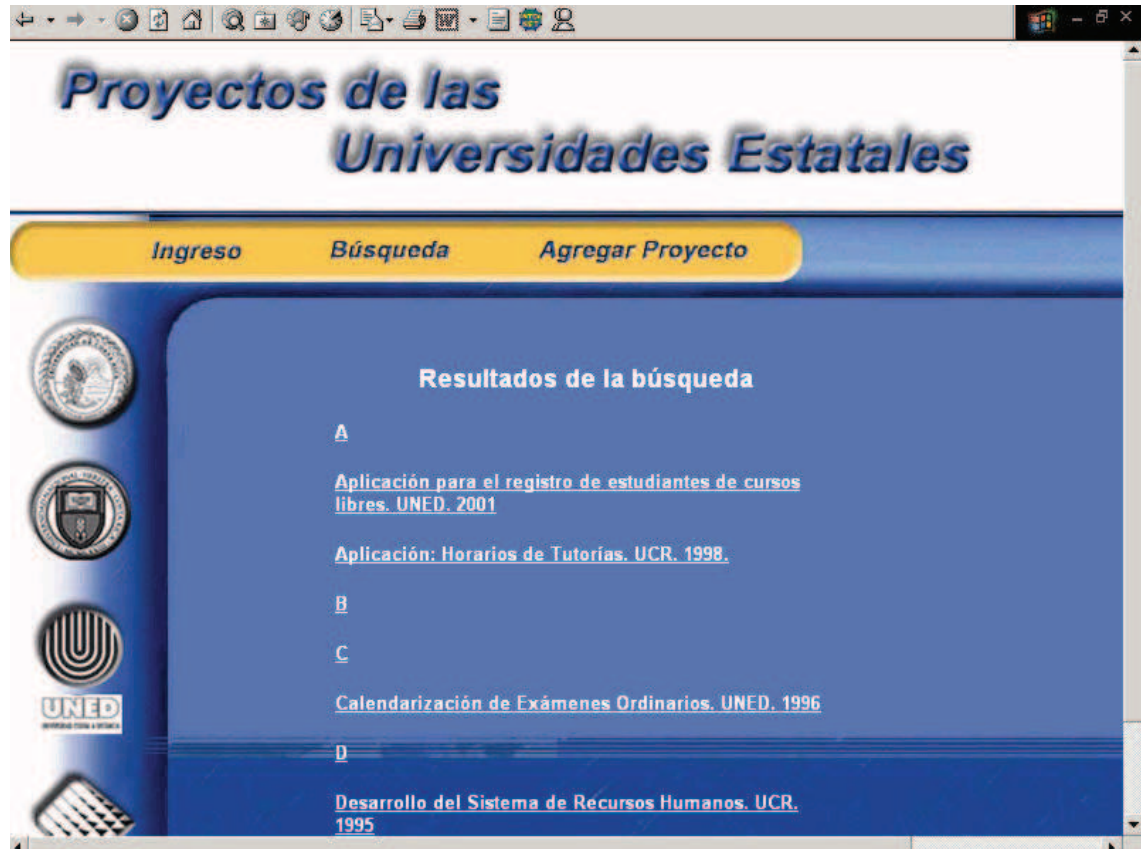 Proyectos de las
Universidades Estatales
Ingreso Búsqueda Agregar Proyecto
Resultados de la búsqueda
A
Aplicación para el registro de estudiantes de cursos
libres. UNED. 2001
Aplicación: Horarios de Tutorías. UCR. 1998.
B
C
Calendarización de Exámenes Ordinarios. UNED. 1996
D
Desarrollo del Sistema de Recursos Humanos. UCR.
1995
UNED